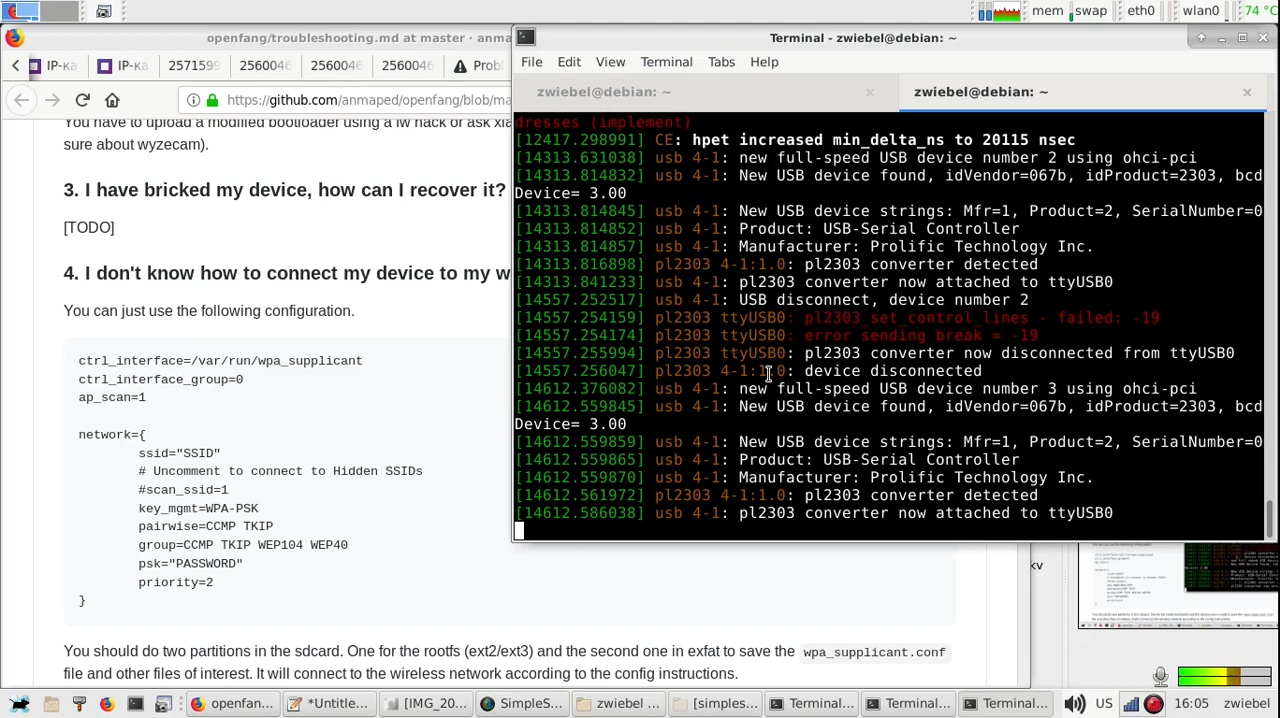 mem
swap
eth0
wlan0
74 °C
openfang/troubleshooting.md at master · anma
IP-ка
IP-ка
2571599
2560046
2560046
2560046
Probl
https://github.com/anmaped/openfang/blob/ma
sure about wyzecam).
3. I have bricked my device, how can I recover it?
[TODO]
4. I don't know how to connect my device to my w
You can just use the following configuration.
ctrl_interface=/var/run/wpa_supplicant
ctrl_interface_group=0
ap_scan=1
network={
ssid="SSID"
# Uncomment to connect to Hidden SSIDs
#scan_ssid=1
key_mgmt=WPA-PSK
pairwise=CCMP TKIP
group=CCMP TKIP WEP104 WEP40
psk="PASSWORD"
priority=2
}
You should do two partitions in the sdcard. One for the rootfs (ext2/ext3) and the second one in exfat to save the wpa_supplicant.conf
file and other files of interest. It will connect to the wireless network according to the config instructions.
Terminal - zwiebel@debian: ~
File Edit View Terminal Tabs Help
zwiebel@debian: ~
zwiebel@debian: ~
dresses (implement)
[12417.298991] CE: hpet increased min_delta_ns to 20115 nsec
[14313.631038] usb 4-1: new full-speed USB device number 2 using ohci-pci
[14313.814832] usb 4-1: New USB device found, idVendor=067b, idProduct=2303, bcd
Device= 3.00
[14313.814845] usb 4-1: New USB device strings: Mfr=1, Product=2, SerialNumber=0
[14313.814852] usb 4-1: Product: USB-Serial Controller
[14313.814857] usb 4-1: Manufacturer: Prolific Technology Inc.
[14313.816898] pl2303 4-1:1.0: pl2303 converter detected
[14313.841233] usb 4-1: pl2303 converter now attached to ttyUSB0
[14557.252517] usb 4-1: USB disconnect, device number 2
[14557.254159] pl2303 ttyUSB0: pl2303_set_control_lines - failed: -19
[14557.254174] pl2303 ttyUSB0: error sending break = -19
[14557.255994] pl2303 ttyUSB0: pl2303 converter now disconnected from ttyUSB0
[14557.256047] pl2303 4-1:1.0: device disconnected
[14612.376082] usb 4-1: new full-speed USB device number 3 using ohci-pci
[14612.559845] usb 4-1: New USB device found, idVendor=067b, idProduct=2303, bcd
Device= 3.00
[14612.559859] usb 4-1: New USB device strings: Mfr=1, Product=2, SerialNumber=0
[14612.559865] usb 4-1: Product: USB-Serial Controller
[14612.559870] usb 4-1: Manufacturer: Prolific Technology Inc.
[14612.561972] pl2303 4-1:1.0: pl2303 converter detected
[14612.586038] usb 4-1: pl2303 converter now attached to ttyUSB0
openfan...
*Untitle...
[IMG_20...
SimpleS...
zwiebel ...
[simples...
Terminal...
Terminal...
Terminal...
US
16:05
zwiebel